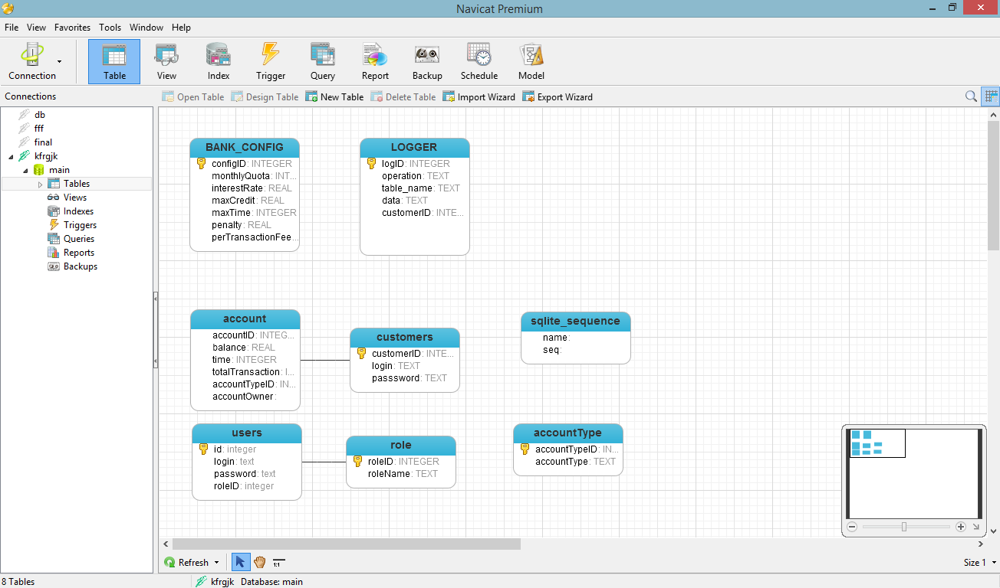 Navicat Premium
File View Favorites Tools Window Help
Connection Table View Index Trigger Query Report Backup Schedule Model
Connections
Open Table Design Table New Table Delete Table Import Wizard Export Wizard
db
fff
final
kfrgjk
main
Tables
Views
Indexes
Triggers
Queries
Reports
Backups
BANK_CONFIG
configID: INTEGER
monthlyQuota: INT...
interestRate: REAL
maxCredit: REAL
maxTime: INTEGER
penalty: REAL
perTransactionFee...
LOGGER
logID: INTEGER
operation: TEXT
table_name: TEXT
data: TEXT
customerID: INTE...
account
accountID: INTEG...
balance: REAL
time: INTEGER
totalTransaction: I...
accountTypeID: IN...
accountOwner:
customers
customerID: INTE...
login: TEXT
passsword: TEXT
sqlite_sequence
name:
seq:
users
id: integer
login: text
password: text
roleID: integer
role
roleID: INTEGER
roleName: TEXT
accountType
accountTypeID: IN...
accountType: TEXT
Refresh 1:1 Size 1
8 Tables kfrgjk Database: main